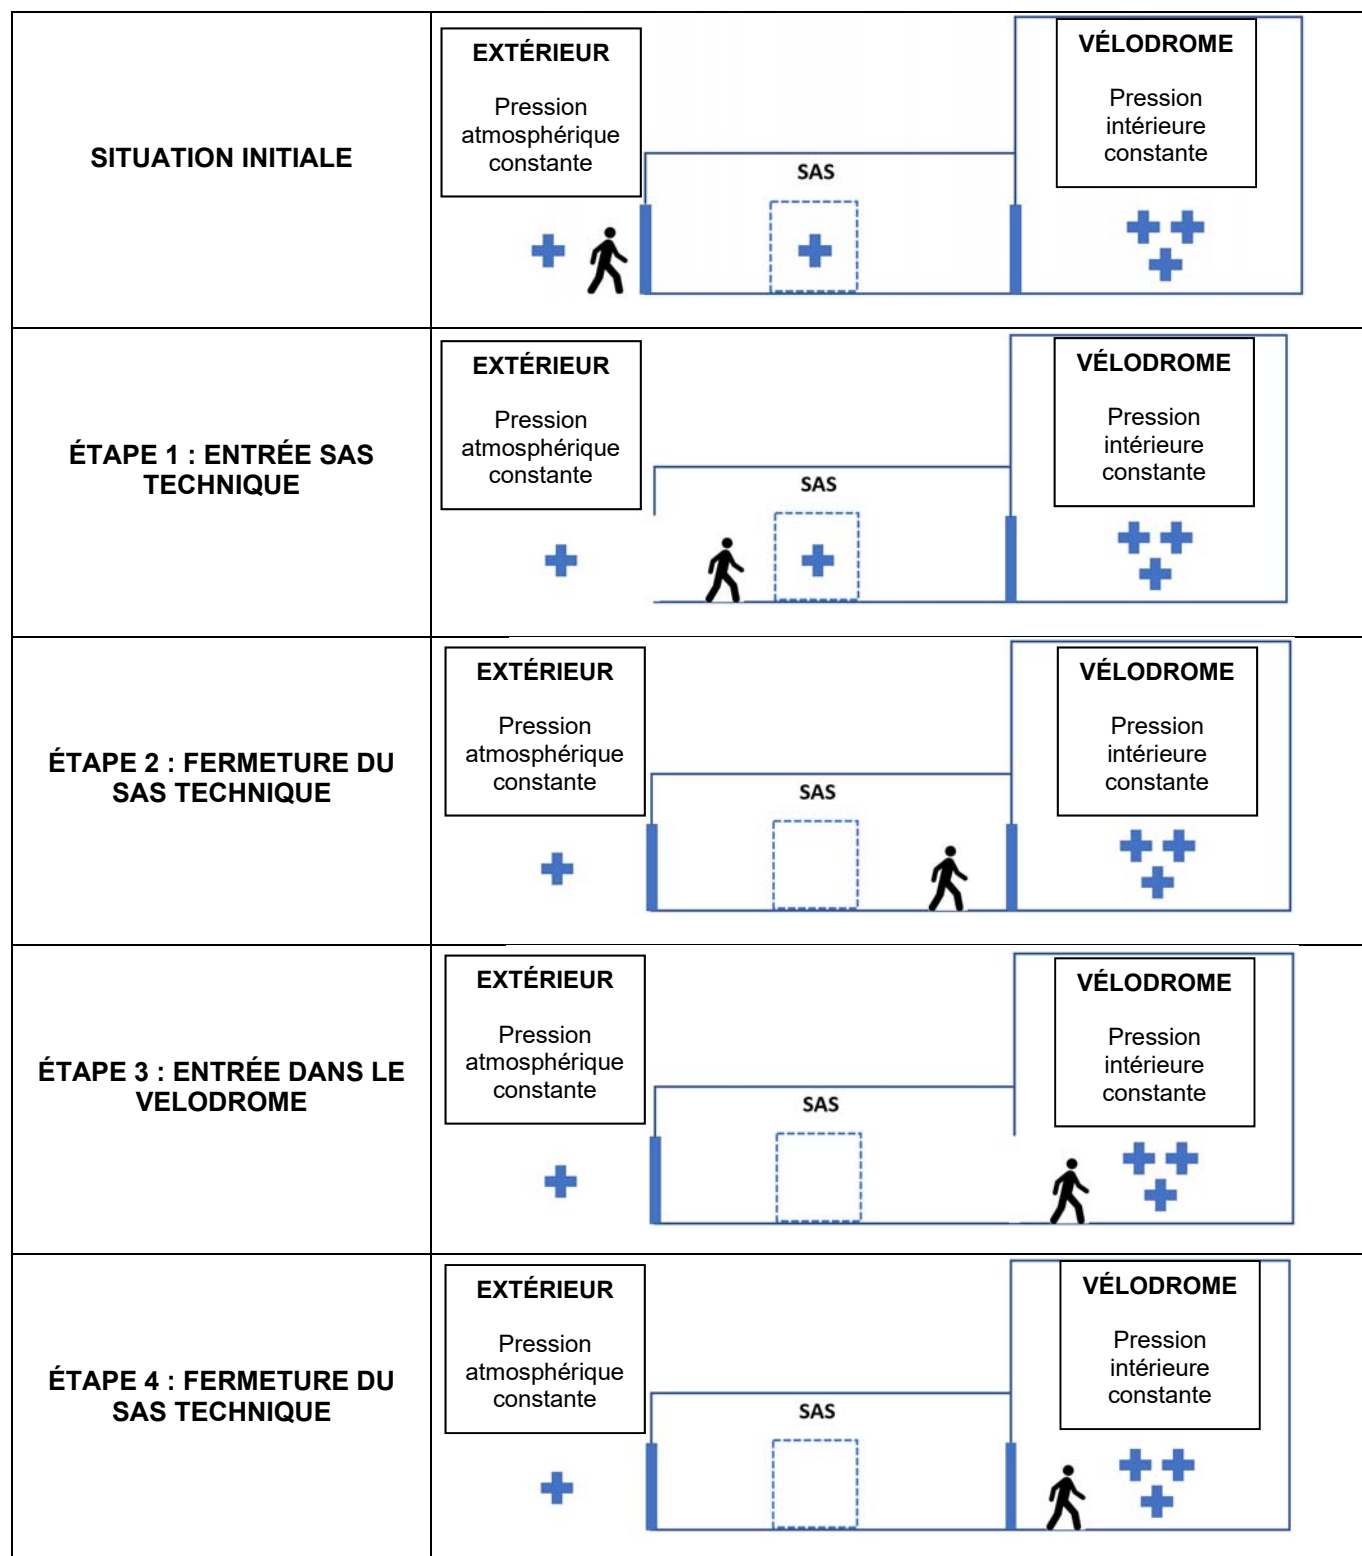 SITUATION INITIALE
EXTÉRIEUR
Pression
atmosphérique
constante
SAS
VÉLODROME
Pression
intérieure
constante
ÉTAPE 1 : ENTRÉE SAS
TECHNIQUE
EXTÉRIEUR
Pression
atmosphérique
constante
SAS
VÉLODROME
Pression
intérieure
constante
ÉTAPE 2 : FERMETURE DU
SAS TECHNIQUE
EXTÉRIEUR
Pression
atmosphérique
constante
SAS
VÉLODROME
Pression
intérieure
constante
ÉTAPE 3 : ENTRÉE DANS LE
VELODROME
EXTÉRIEUR
Pression
atmosphérique
constante
SAS
VÉLODROME
Pression
intérieure
constante
ÉTAPE 4 : FERMETURE DU
SAS TECHNIQUE
EXTÉRIEUR
Pression
atmosphérique
constante
SAS
VÉLODROME
Pression
intérieure
constante